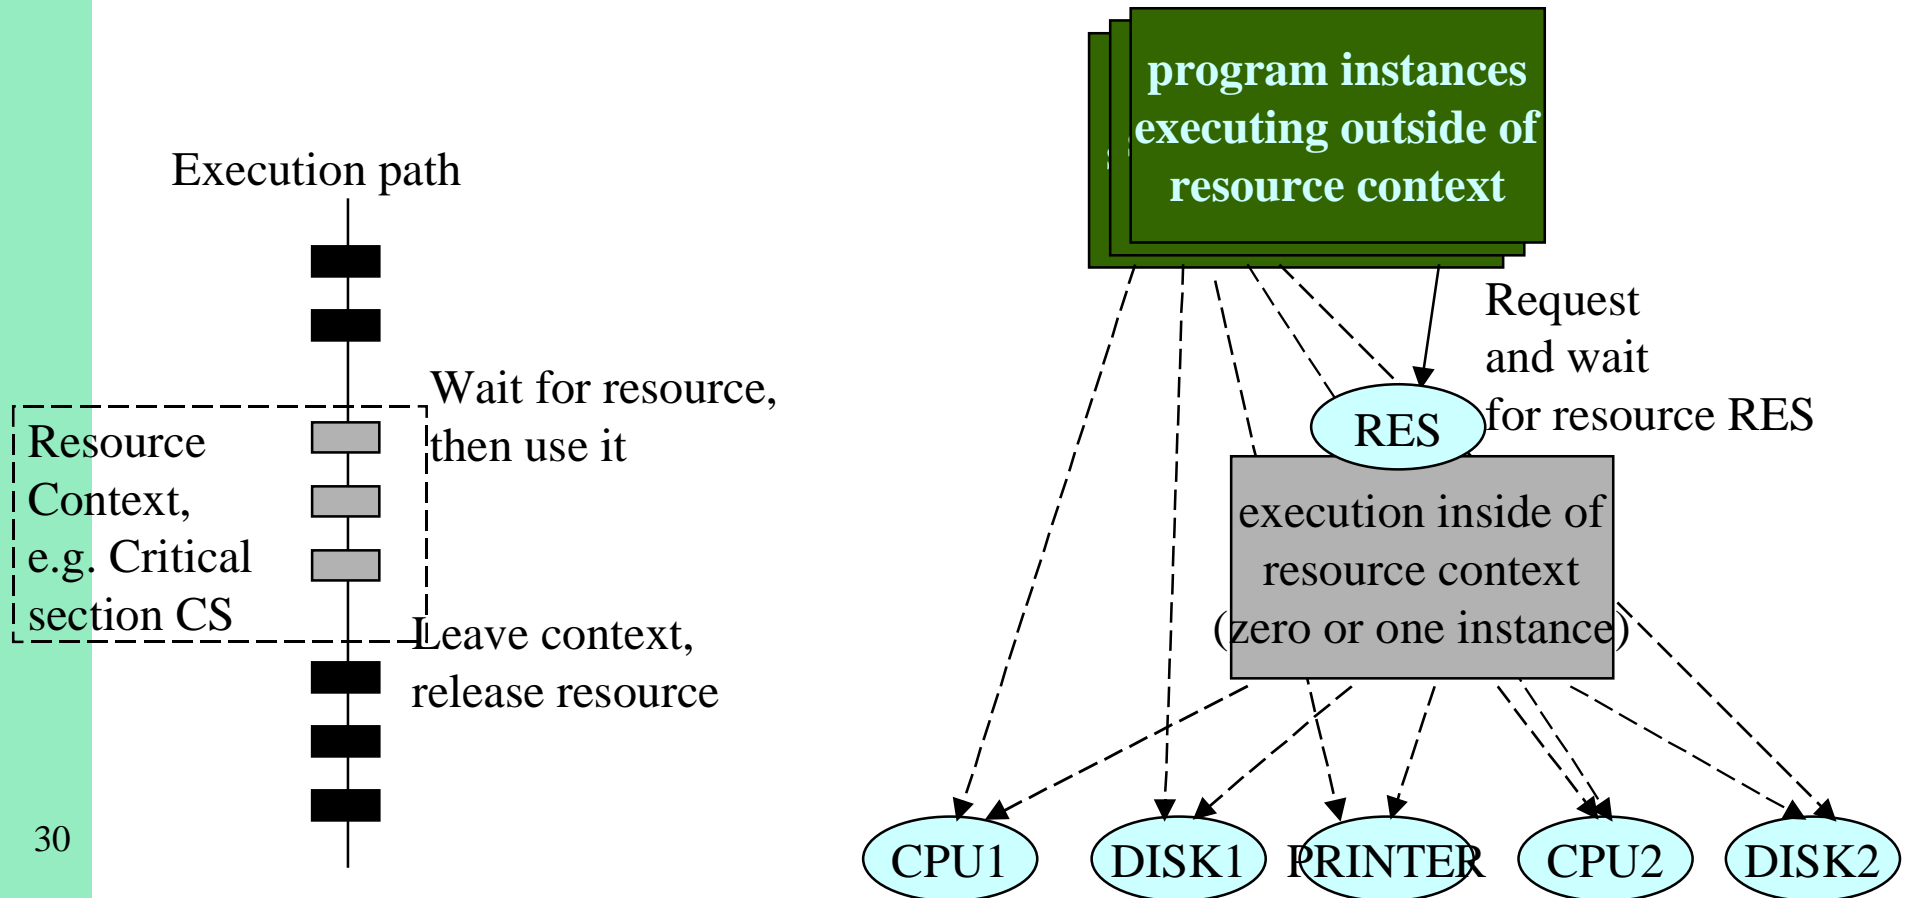 Execution path
Wait for resource,
then use it
Resource
Context,
e.g. Critical
section CS
Leave context,
release resource
30
program instances
executing outside of
resource context
Request
and wait
for resource RES
RES
execution inside of
resource context
(zero or one instance)
CPU1
DISK1
PRINTER
CPU2
DISK2